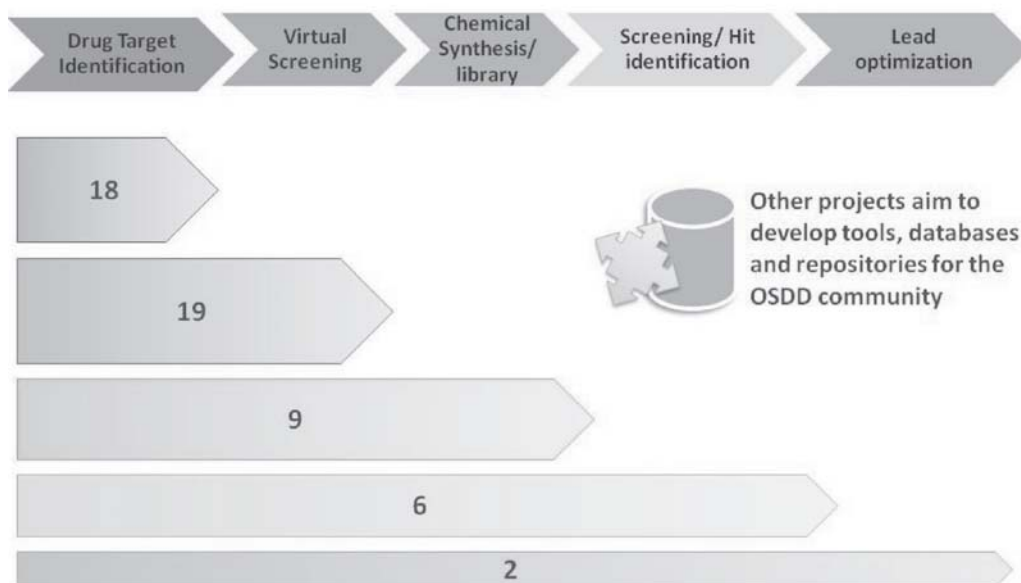 Drug Target
Identification
Virtual
Screening
Chemical
Synthesis/
library
Screening/ Hit
identification
Lead
optimization
18
Other projects aim to
develop tools, databases
and repositories for the
OSDD community
19
9
6
2